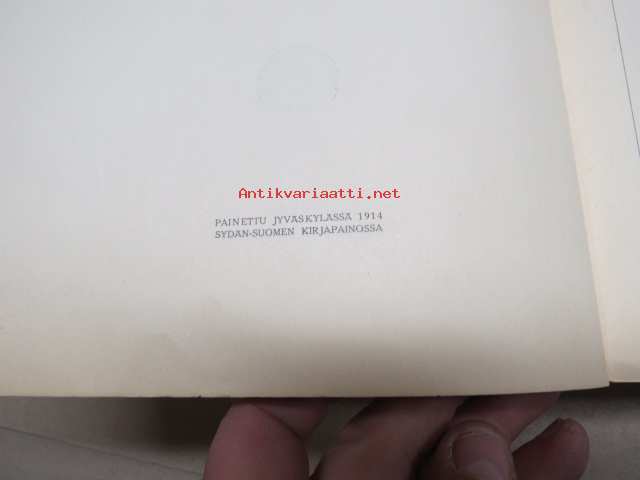 Antikvariaatti.net
PAINETTU JYVÄSKYLÄSSÄ 1914
SYDÄN-SUOMEN KIRJAPAINOSSA